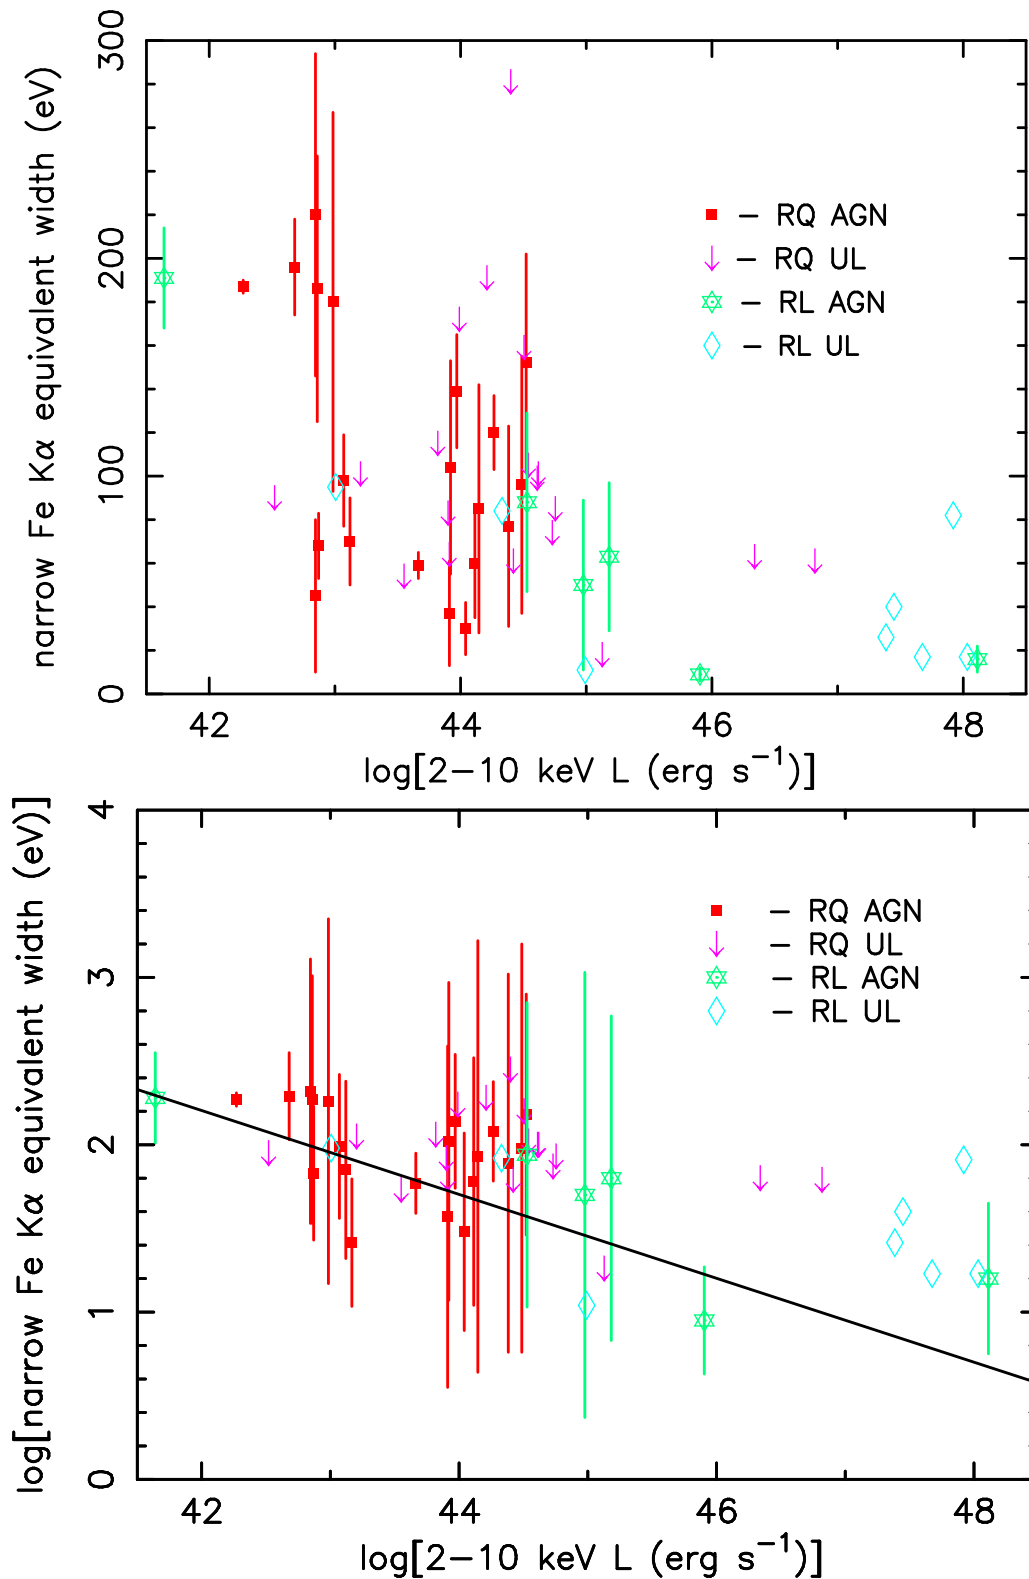 300
200
100
0
narrow Fe Kα equivalent width (eV)
— RQ AGN
— RQ UL
— RL AGN
— RL UL
42 44 46 48
log[2−10 keV L (erg s⁻¹)]
4
3
2
1
0
log[narrow Fe Kα equivalent width (eV)]
— RQ AGN
— RQ UL
— RL AGN
— RL UL
42 44 46 48
log[2−10 keV L (erg s⁻¹)]